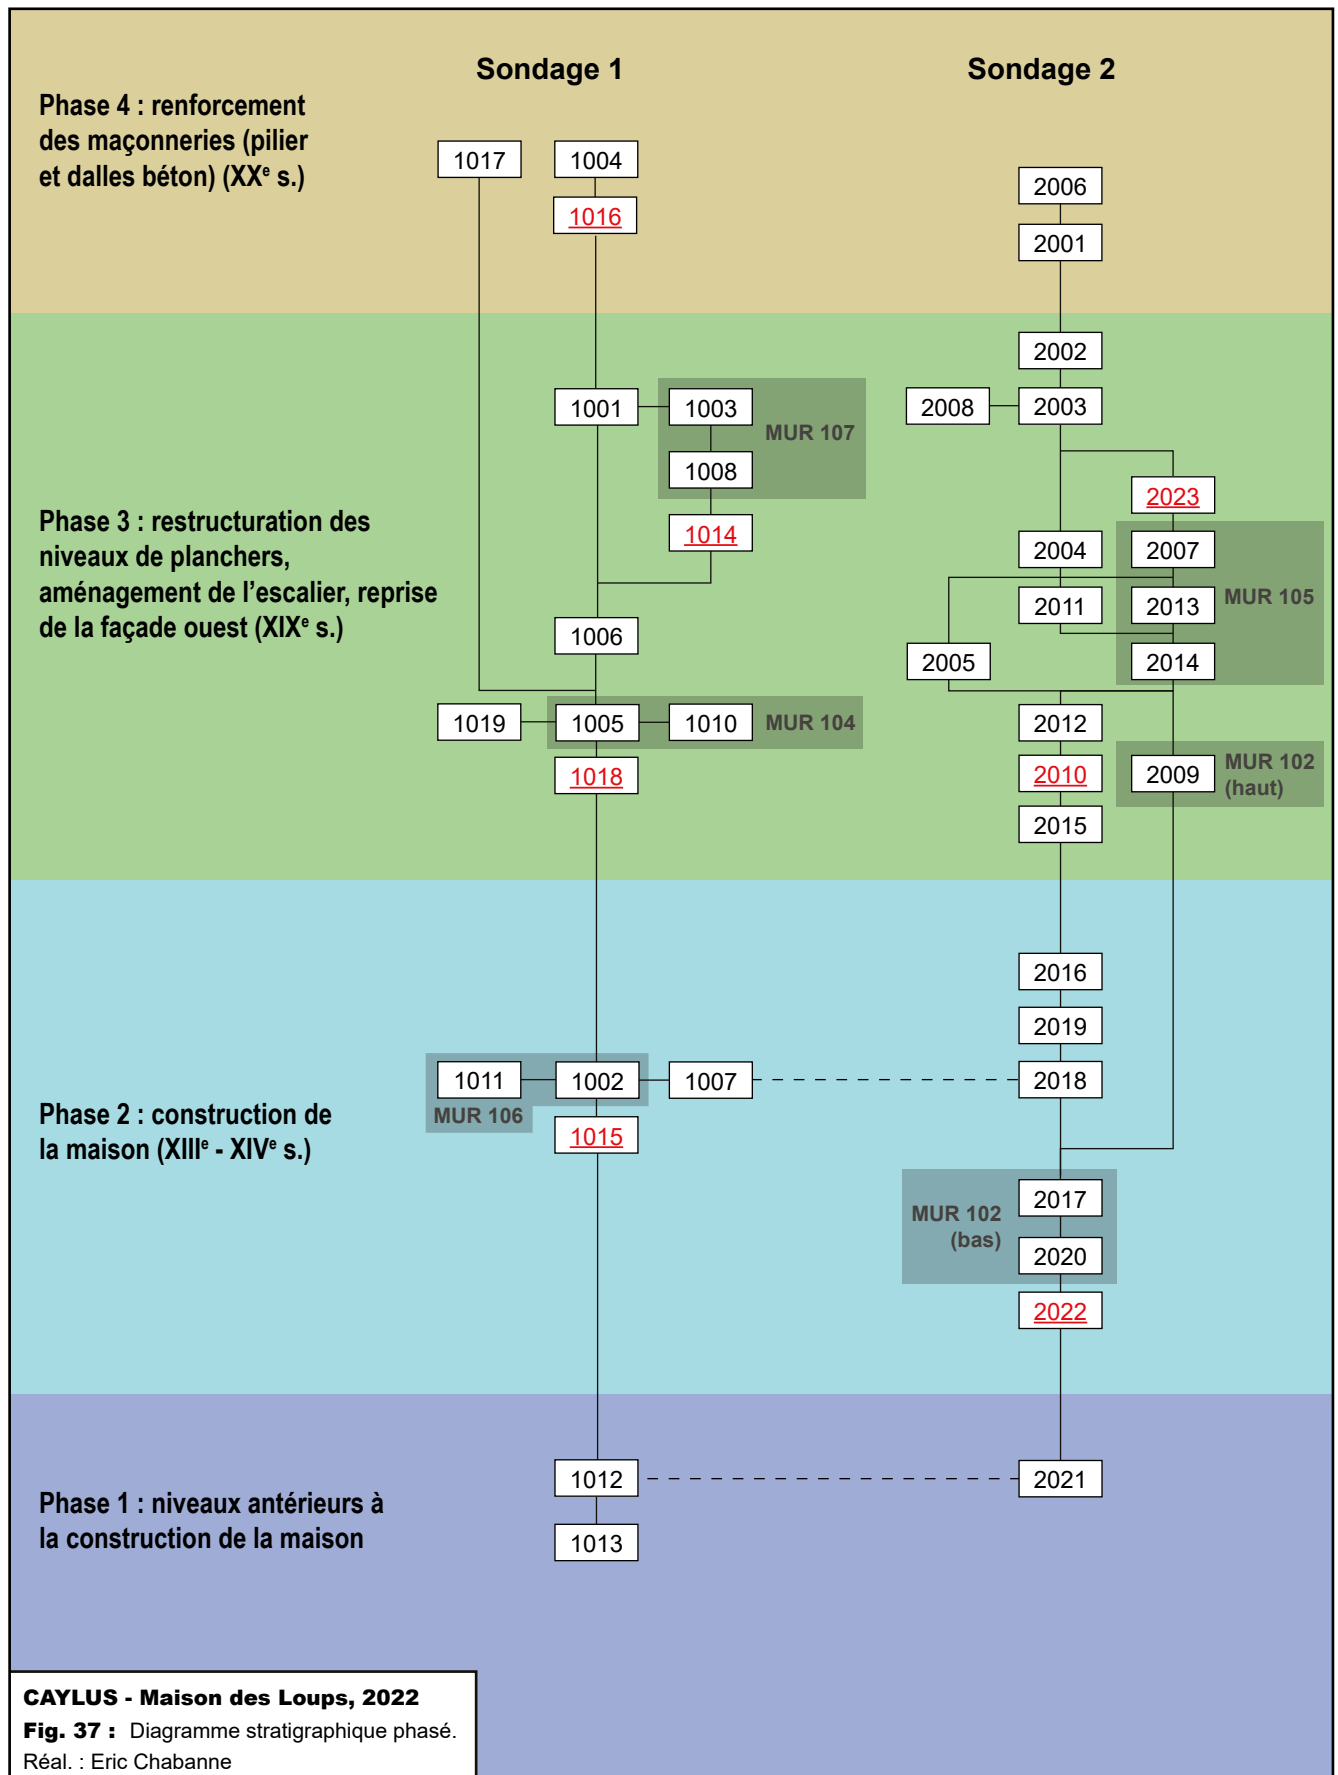 Sondage 1
Sondage 2
Phase 4 : renforcement
des maçonneries (pilier
et dalles béton) (XXe s.)
1017
1004
1016
2006
2001
Phase 3 : restructuration des
niveaux de planchers,
aménagement de l'escalier, reprise
de la façade ouest (XIXe s.)
1001
1003
MUR 107
1008
1014
1006
1019
1005
1010
MUR 104
1018
2002
2008
2003
2023
2004
2007
2011
2013
MUR 105
2005
2014
2012
2010
2009
MUR 102
(haut)
2015
Phase 2 : construction de
la maison (XIIIe - XIVe s.)
1011
1002
1007
MUR 106
1015
2016
2019
2018
2017
MUR 102
(bas)
2020
2022
Phase 1 : niveaux antérieurs à
la construction de la maison
1012
1013
2021
CAYLUS - Maison des Loups, 2022
Fig. 37 : Diagramme stratigraphique phasé.
Réal. : Eric Chabanne